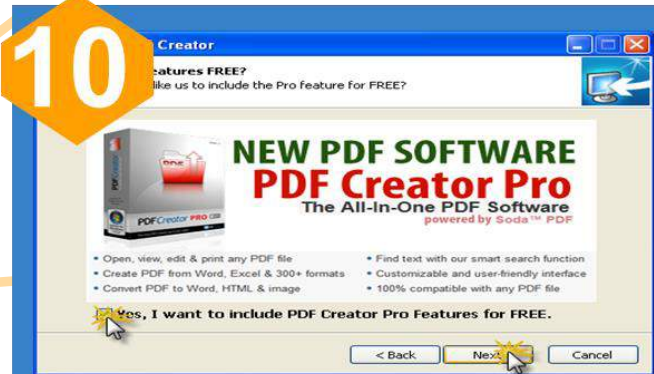 10
Creator
eatures FREE?
like us to include the Pro feature for FREE?
NEW PDF SOFTWARE
PDF Creator Pro
The All-In-One PDF Software
powered by Soda™ PDF
PDFCreator PRO
• Open, view, edit & print any PDF file
• Create PDF from Word, Excel & 300+ formats
• Convert PDF to Word, HTML & image
• Find text with our smart search function
• Customizable and user-friendly interface
• 100% compatible with any PDF file
Yes, I want to include PDF Creator Pro Features for FREE.
< Back Next Cancel